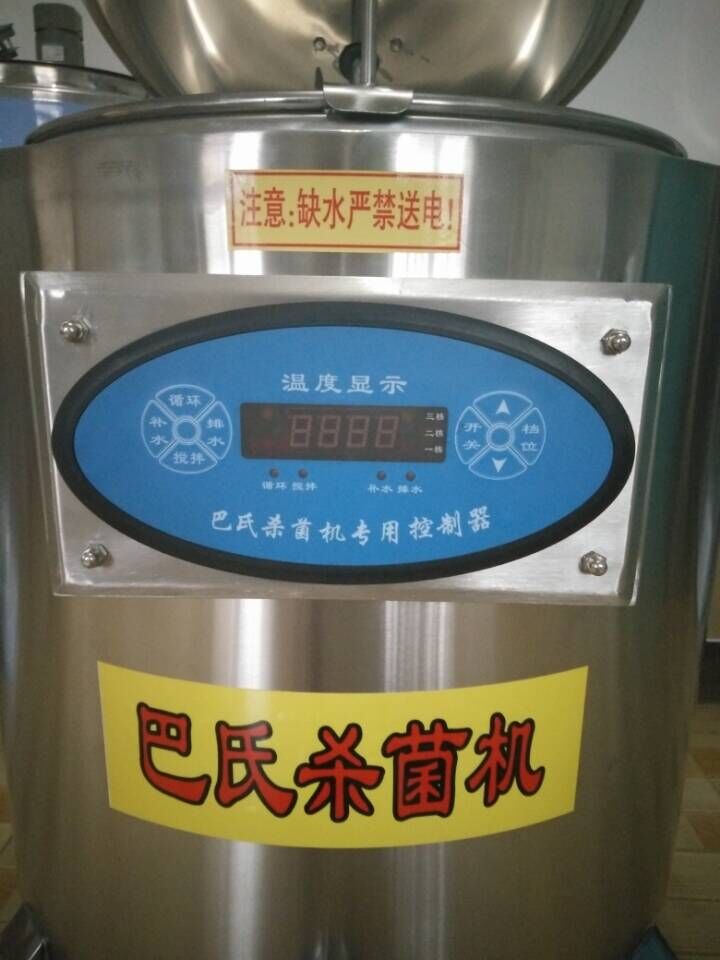 注意:缺水严禁送电!
温度显示
循环
补水
排水
搅拌
8888
三档
二档
一档
开关
档位
循环 搅拌
补水 排水
巴氏杀菌机专用控制器
巴氏杀菌机